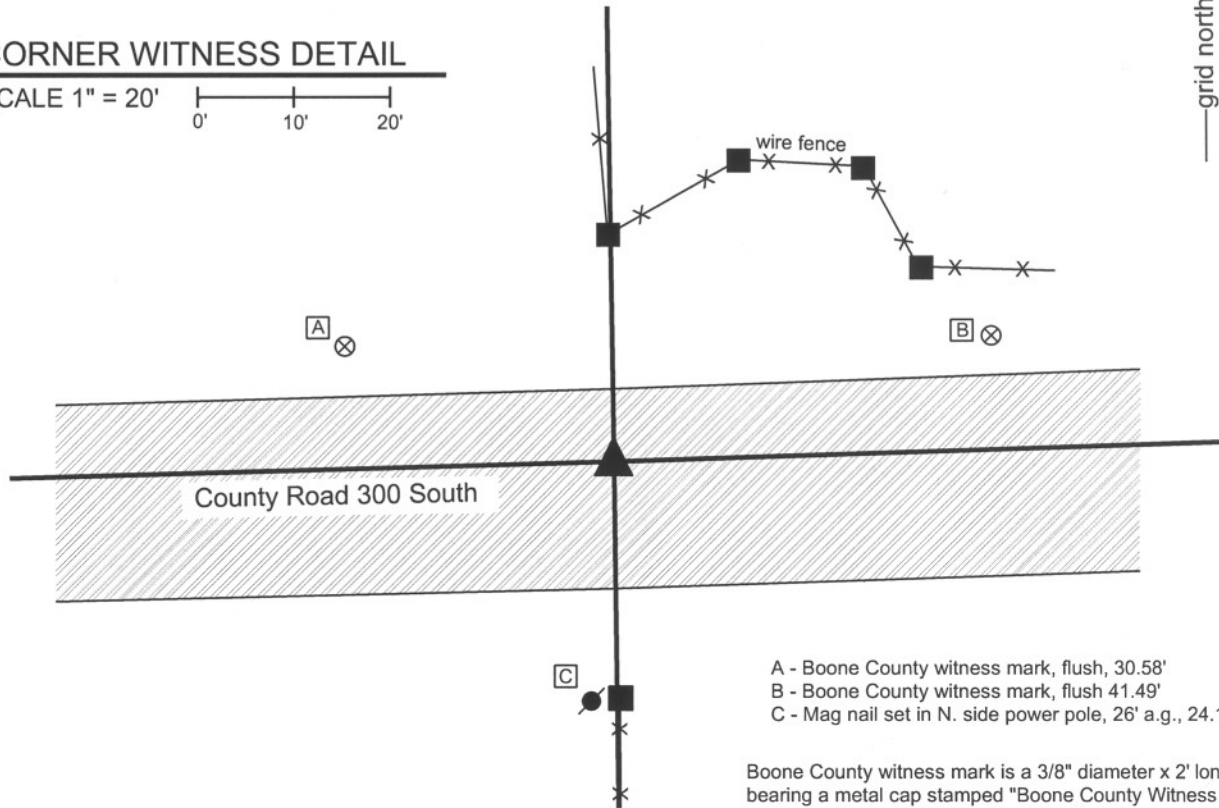 ORNER WITNESS DETAIL
CALE 1" = 20'
0' 10' 20'
grid north
wire fence
A
B
County Road 300 South
C
A - Boone County witness mark, flush, 30.58'
B - Boone County witness mark, flush 41.49'
C - Mag nail set in N. side power pole, 26' a.g., 24.1
Boone County witness mark is a 3/8" diameter x 2' lon
bearing a metal cap stamped "Boone County Witness